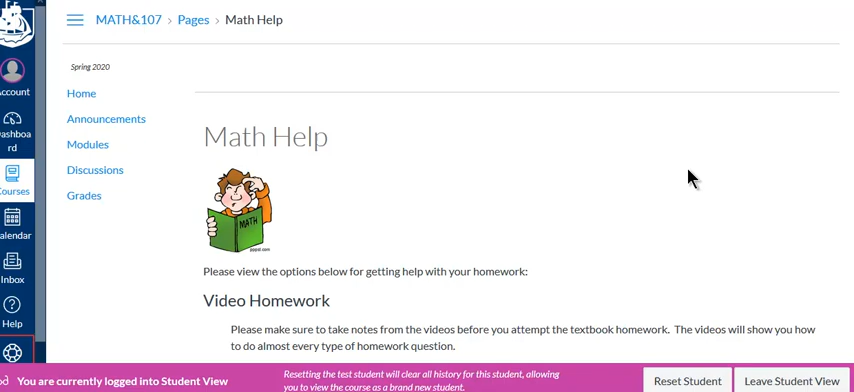 MATH&107 > Pages > Math Help
Spring 2020
Account
Dashboa
rd
Courses
Calendar
Inbox
Help
Home
Announcements
Modules
Discussions
Grades
Math Help
MATH
Please view the options below for getting help with your homework:
Video Homework
Please make sure to take notes from the videos before you attempt the textbook homework. The videos will show you how
to do almost every type of homework question.
You are currently logged into Student View
Resetting the test student will clear all history for this student, allowing
you to view the course as a brand new student.
Reset Student
Leave Student View